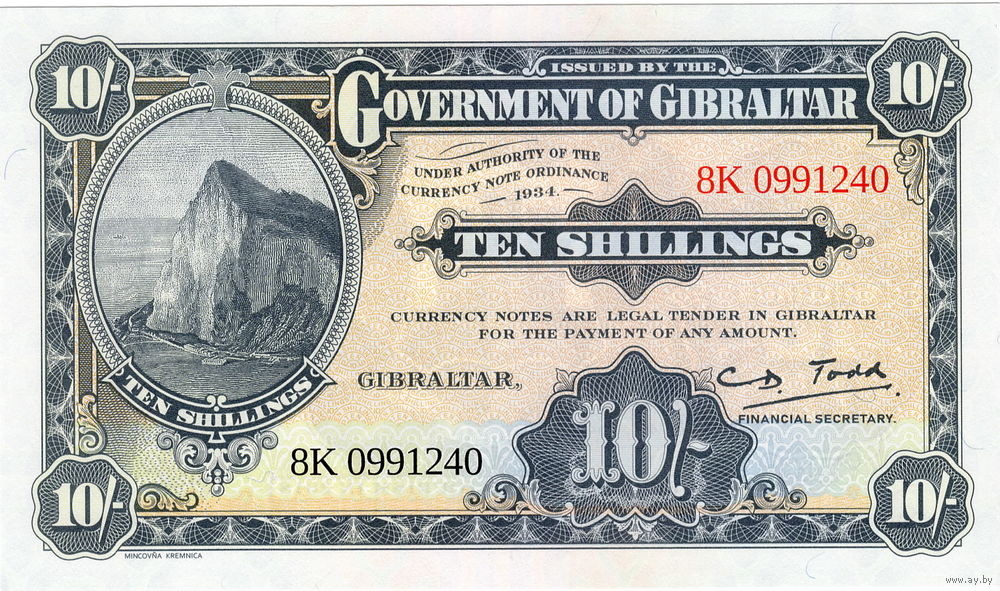 10/-
ISSUED BY THE
10/-
GOVERNMENT OF GIBRALTAR
UNDER AUTHORITY OF THE
CURRENCY NOTE ORDINANCE
1934.
8K 0991240
TEN SHILLINGS
CURRENCY NOTES ARE LEGAL TENDER IN GIBRALTAR
FOR THE PAYMENT OF ANY AMOUNT.
GIBRALTAR,
C D. Todd
FINANCIAL SECRETARY.
TEN SHILLINGS
10/-
8K 0991240
10/-
10/-
MINCOVŇA KREMNICA
www.ay.by